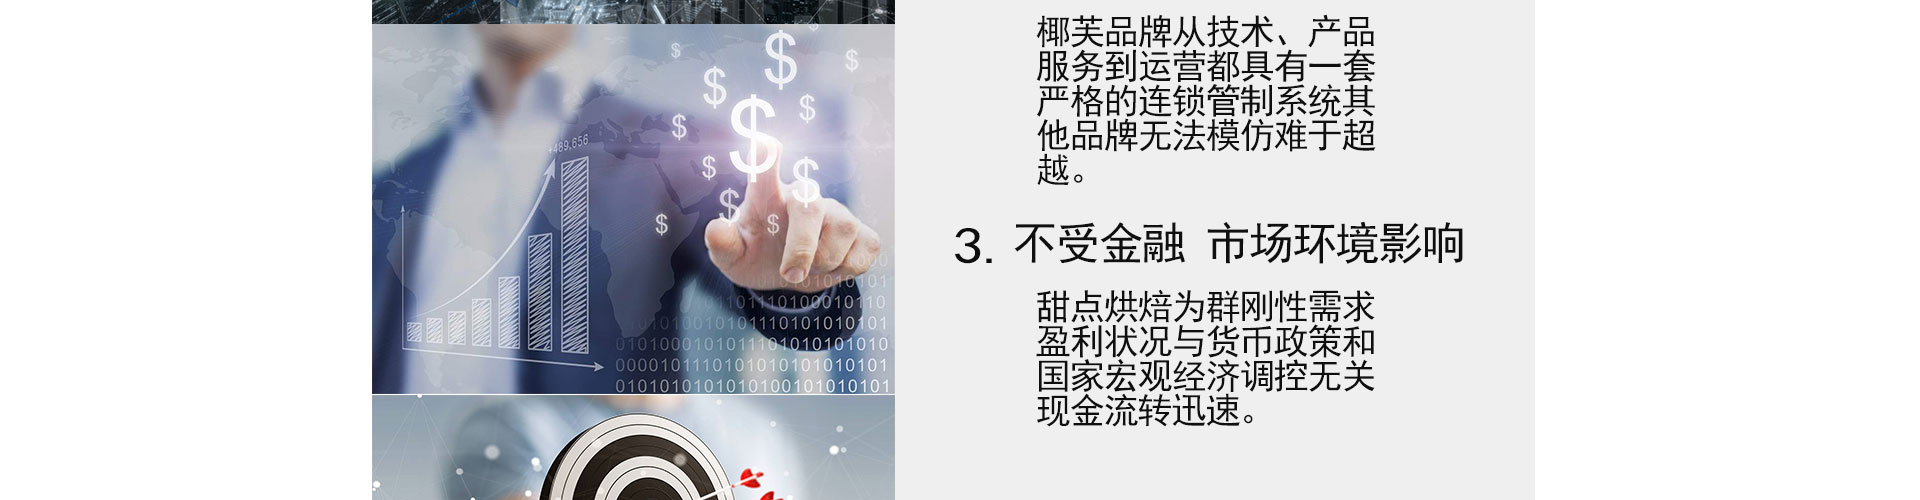 椰芙品牌从技术、产品
服务到运营都具有一套
严格的连锁管制系统其
他品牌无法模仿难于超
越。
3. 不受金融 市场环境影响
甜点烘焙为群刚性需求
盈利状况与货币政策和
国家宏观经济调控无关
现金流转迅速。
+489,656